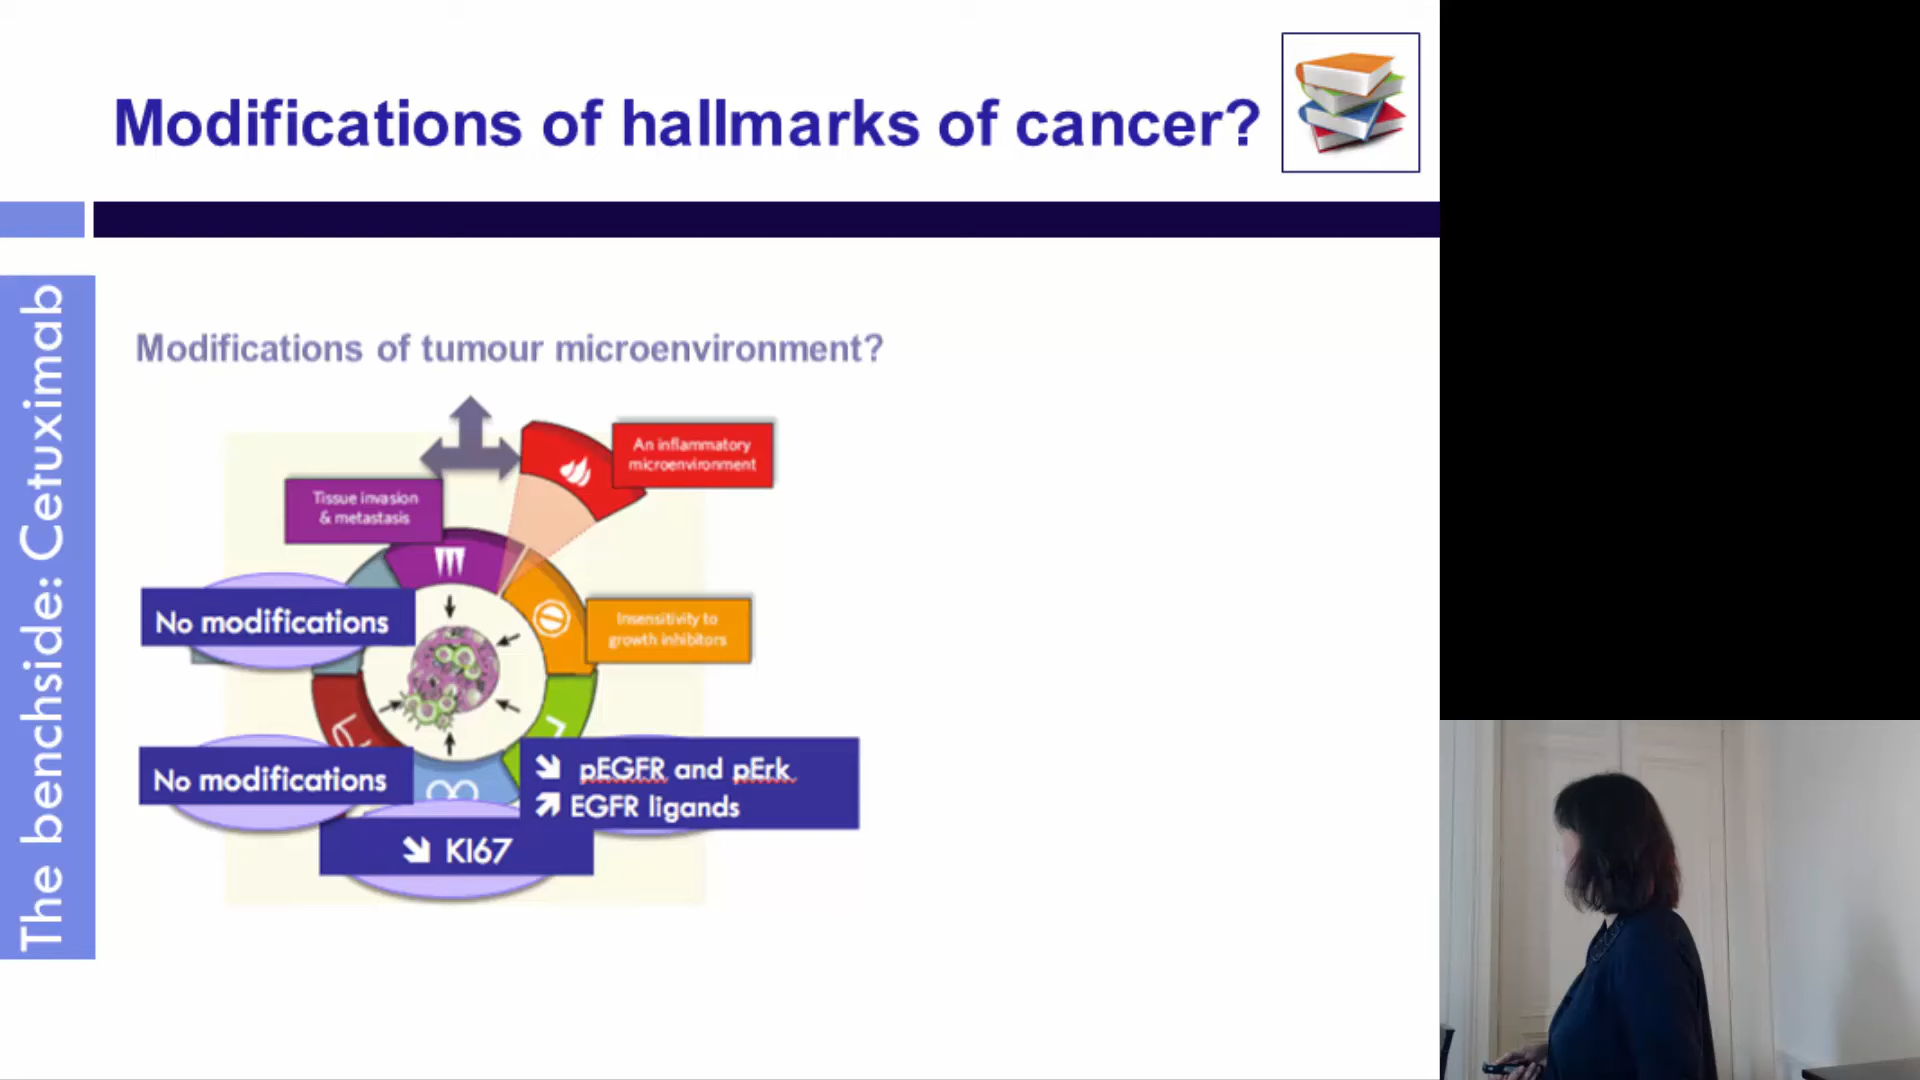 Modifications of hallmarks of cancer?
The benchside: Cetuximab
Modifications of tumour microenvironment?
An inflammatory
microenvironment
Tissue invasion
& metastasis
No modifications
Insensitivity to
growth inhibitors
No modifications
pEGFR and pErk
EGFR ligands
KI67